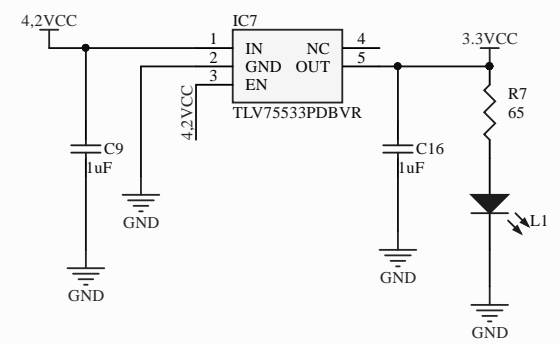 4,2VCC
IC7
3.3VCC
1 IN NC 4
2 GND OUT 5
3 EN
4,2VCC
TLV75533PDBVR
R7
65
C9
1uF
C16
1uF
L1
GND
GND
GND
GND